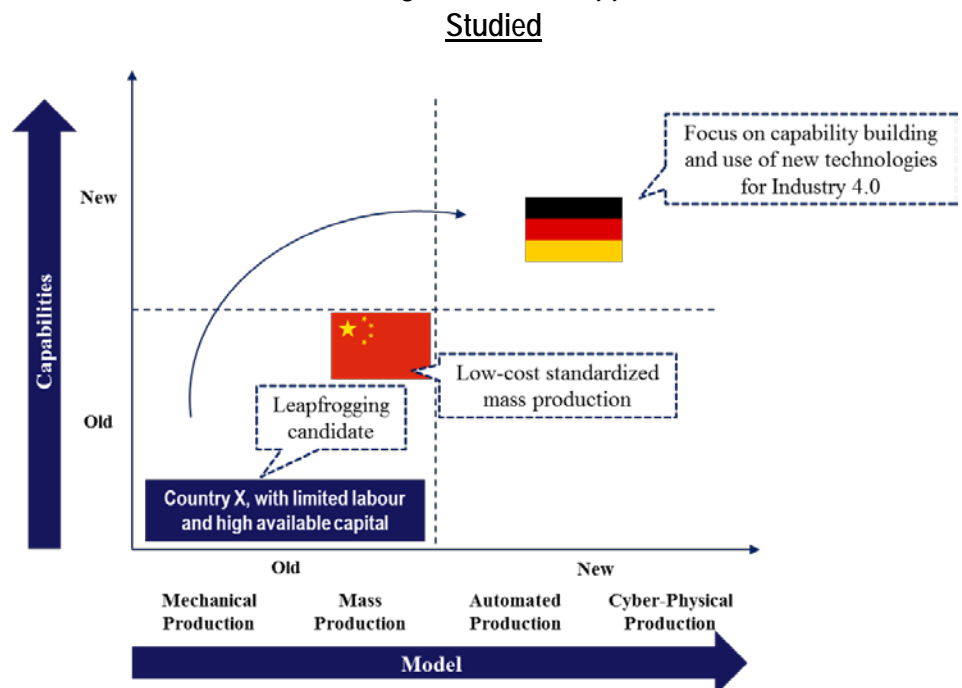 Studied
Focus on capability building
and use of new technologies
for Industry 4.0
New
Capabilities
Low-cost standardized
mass production
Leapfrogging
candidate
Old
Country X, with limited labour
and high available capital
Old
New
Mechanical
Production
Mass
Production
Automated
Production
Cyber-Physical
Production
Model